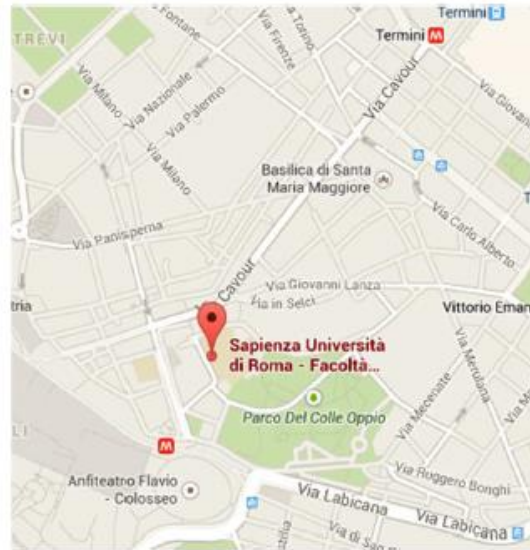 Termini
Termini
TREVI
Fontane
Via Torino
Via Firenze
Via Milano
Via Nazionale
Via Palermo
Via Cavour
Via Giovanni
Via Milano
Basilica di Santa
Maria Maggiore
Via Carlo Alberto
Via Panisperna
Cavour
Via Giovanni Lanza
Via in Selci
Vittorio Eman
tria
Sapienza Università
di Roma - Facoltà...
Via Merulana
Via Mecenate
Parco Del Colle Oppio
LI
M
Anfiteatro Flavio
- Colosseo
Via Ruggero Bonghi
Via Labicana
Via Labicana